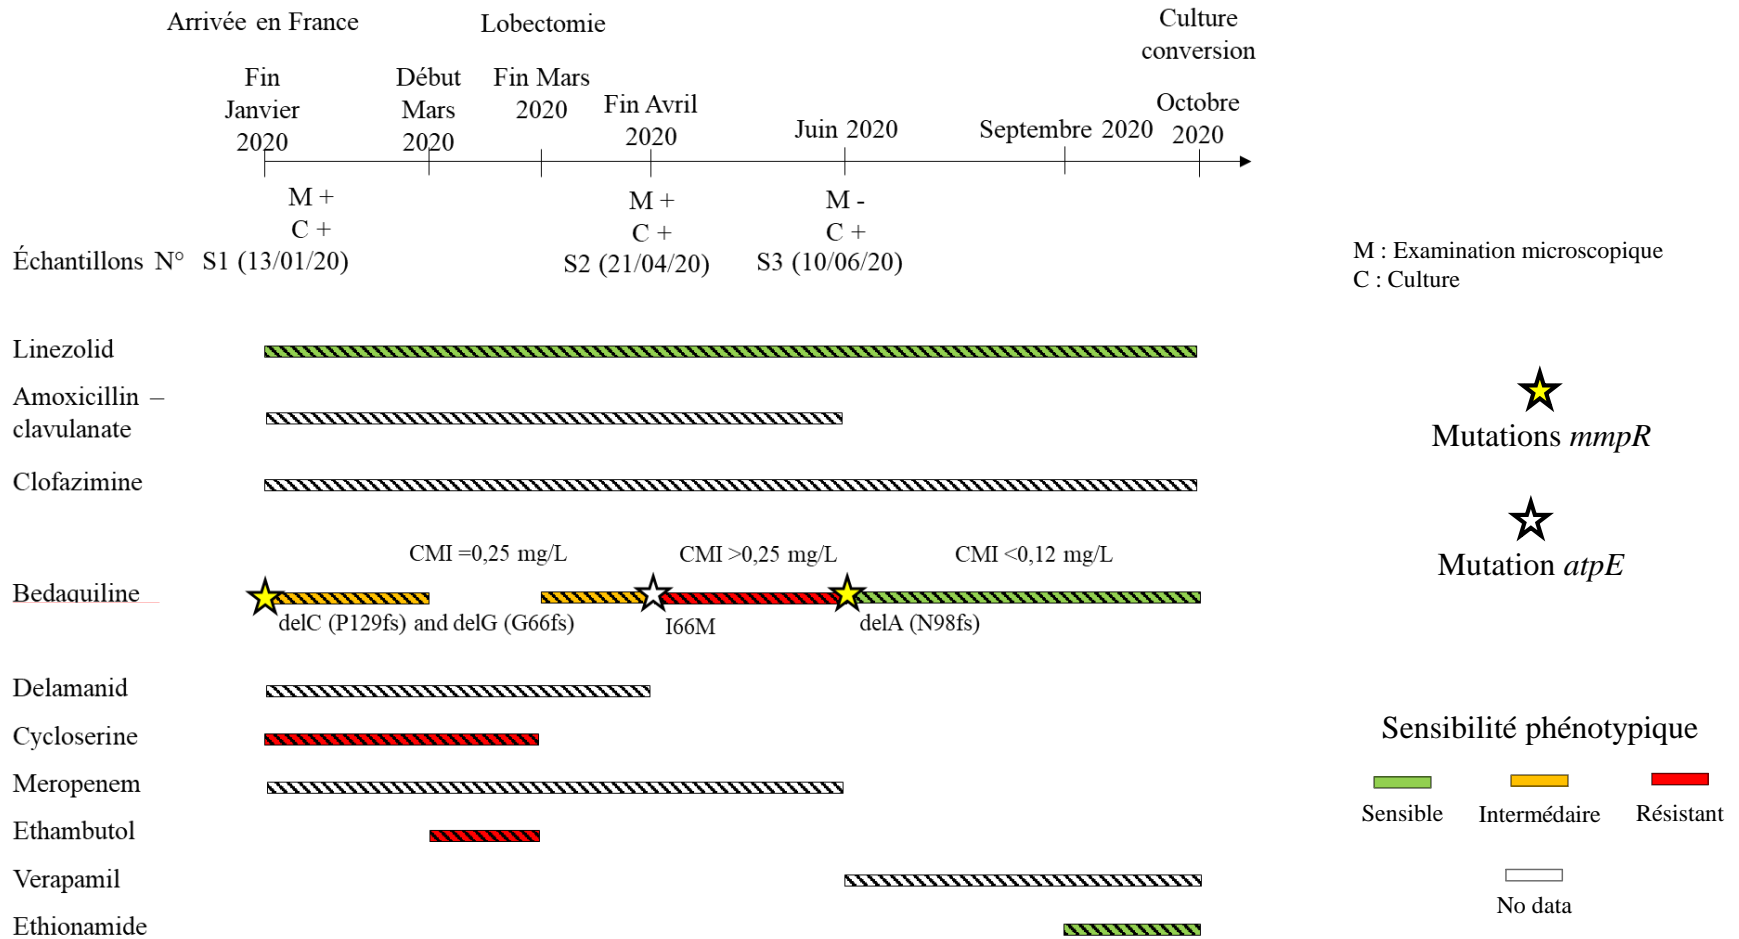 Arrivée en France
Lobectomie
Culture
conversion
Fin
Janvier
2020
Début
Mars
2020
Fin Mars
2020
Fin Avril
2020
Juin 2020
Septembre 2020
Octobre
2020
M +
C +
M +
C +
M -
C +
Échantillons N°
S1 (13/01/20)
S2 (21/04/20)
S3 (10/06/20)
M : Examination microscopique
C : Culture
Linezolid
Amoxicillin –
clavulanate
Clofazimine
Mutations mmpR
Mutation atpE
CMI =0,25 mg/L
CMI >0,25 mg/L
CMI <0,12 mg/L
Bedaquiline
delC (P129fs) and delG (G66fs)
I66M
delA (N98fs)
Delamanid
Cycloserine
Meropenem
Ethambutol
Verapamil
Ethionamide
Sensibilité phénotypique
Sensible
Intermédaire
Résistant
No data